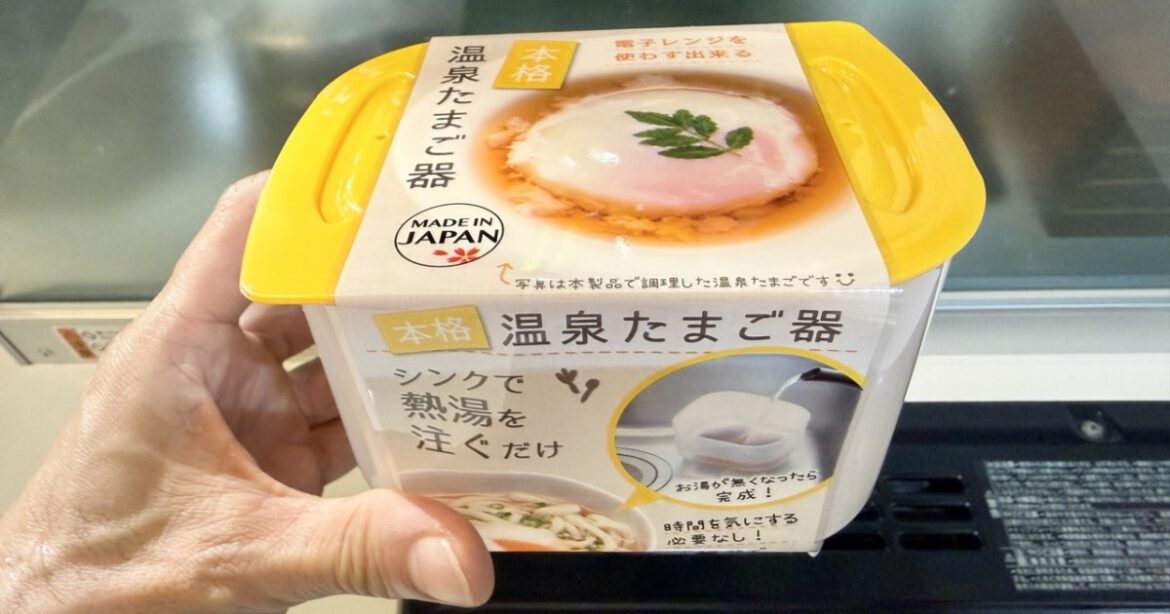 本格
温泉たまご器
電子レンジを
使わず出来る
MADE IN
JAPAN
写真は本製品で調理した温泉たまごです
本格 温泉たまご器
シンクで
熱湯を
注ぐだけ
お湯が無くなったら
完成！
時間を気にする
必要なし！